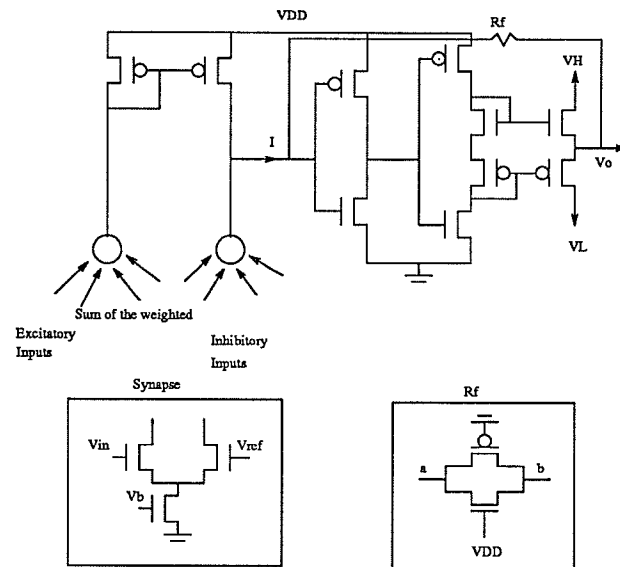 VDD
Rf
VH
I
Vo
VL
Sum of the weighted
Excitatory
Inputs
Inhibitory
Inputs
Synapse
Rf
Vin
Vref
Vb
a
b
VDD